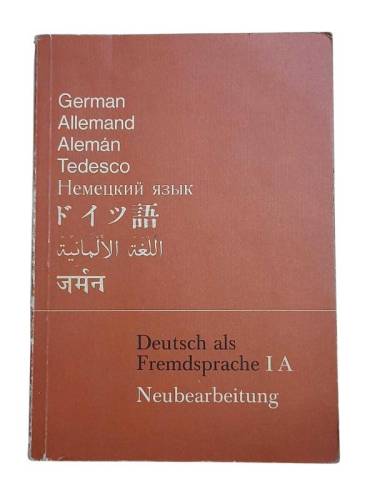 German
Allemand
Alemán
Tedesco
Немецкий язык
ドイツ語
اللغة الألمانية
जर्मन
Deutsch als
Fremdsprache I A
Neubearbeitung